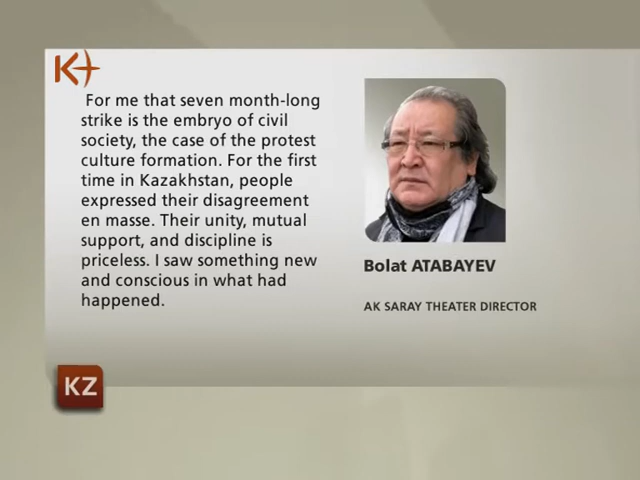 K+
For me that seven month-long
strike is the embryo of civil
society, the case of the protest
culture formation. For the first
time in Kazakhstan, people
expressed their disagreement
en masse. Their unity, mutual
support, and discipline is
priceless. I saw something new
and conscious in what had
happened.
Bolat ATABAYEV
AK SARAY THEATER DIRECTOR
KZ